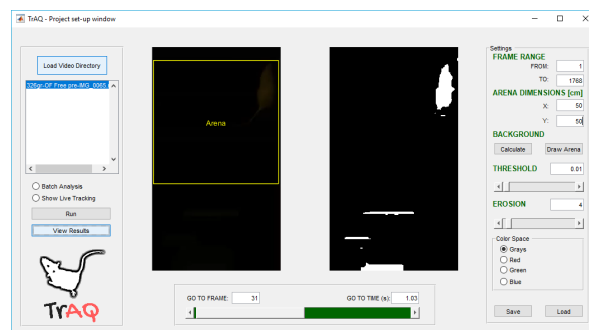 TrAQ - Project set-up window
Load Video Directory
326gr-OF Free pre-IMG_0065.
Batch Analysis
Show Live Tracking
Run
View Results
TrAQ
Arena
GO TO FRAME: 31
GO TO TIME (s): 1.03
Settings
FRAME RANGE
FROM: 1
TO: 1768
ARENA DIMENSIONS [cm]
X: 50
Y: 50
BACKGROUND
Calculate
Draw Arena
THRESHOLD 0.01
EROSION 4
Color Space
Grays
Red
Green
Blue
Save
Load